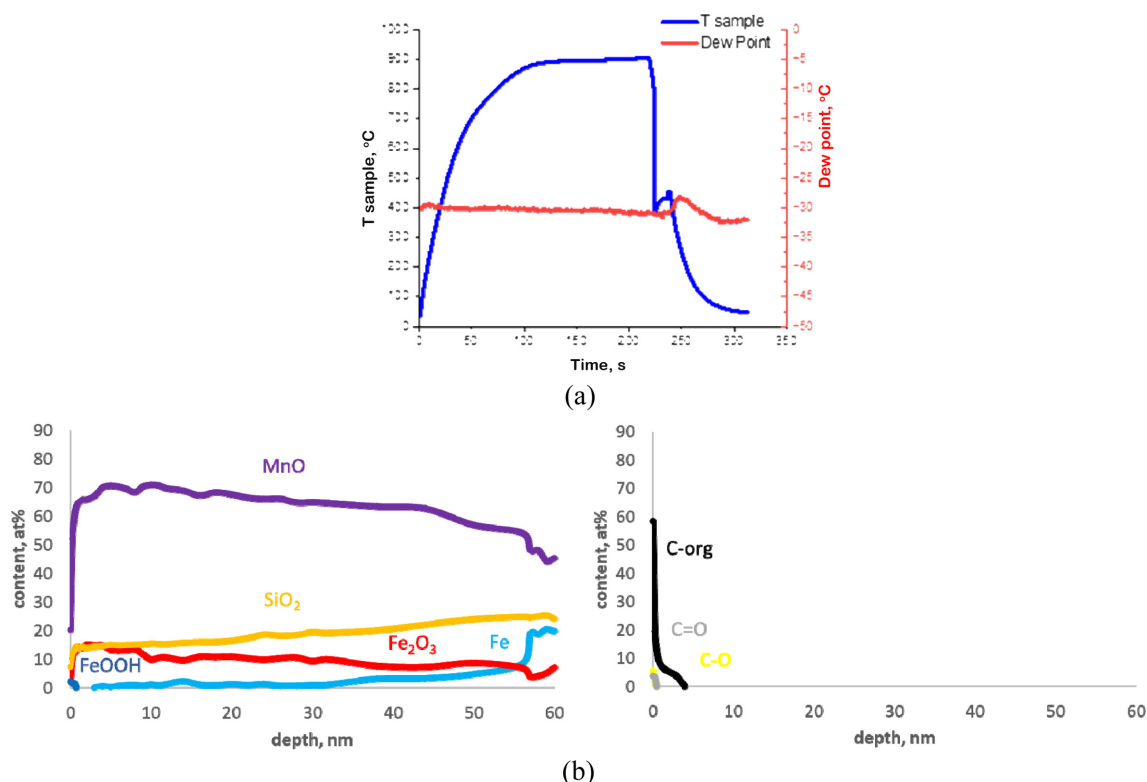 T sample
Dew Point
1000
900
800
700
600
500
400
300
200
100
0
T sample, ºC
0
−5
−10
−15
−20
−25
−30
−35
−40
−45
−50
Dew point, ºC
0 50 100 150 200 250 300 350
Time, s
(a)
90
80
70
60
50
40
30
20
10
0
content, at%
MnO
SiO₂
Fe₂O₃
Fe
FeOOH
0 10 20 30 40 50 60
depth, nm
90
80
70
60
50
40
30
20
10
0
content, at%
C-org
C=O
C-O
0 10 20 30 40 50 60
depth, nm
(b)